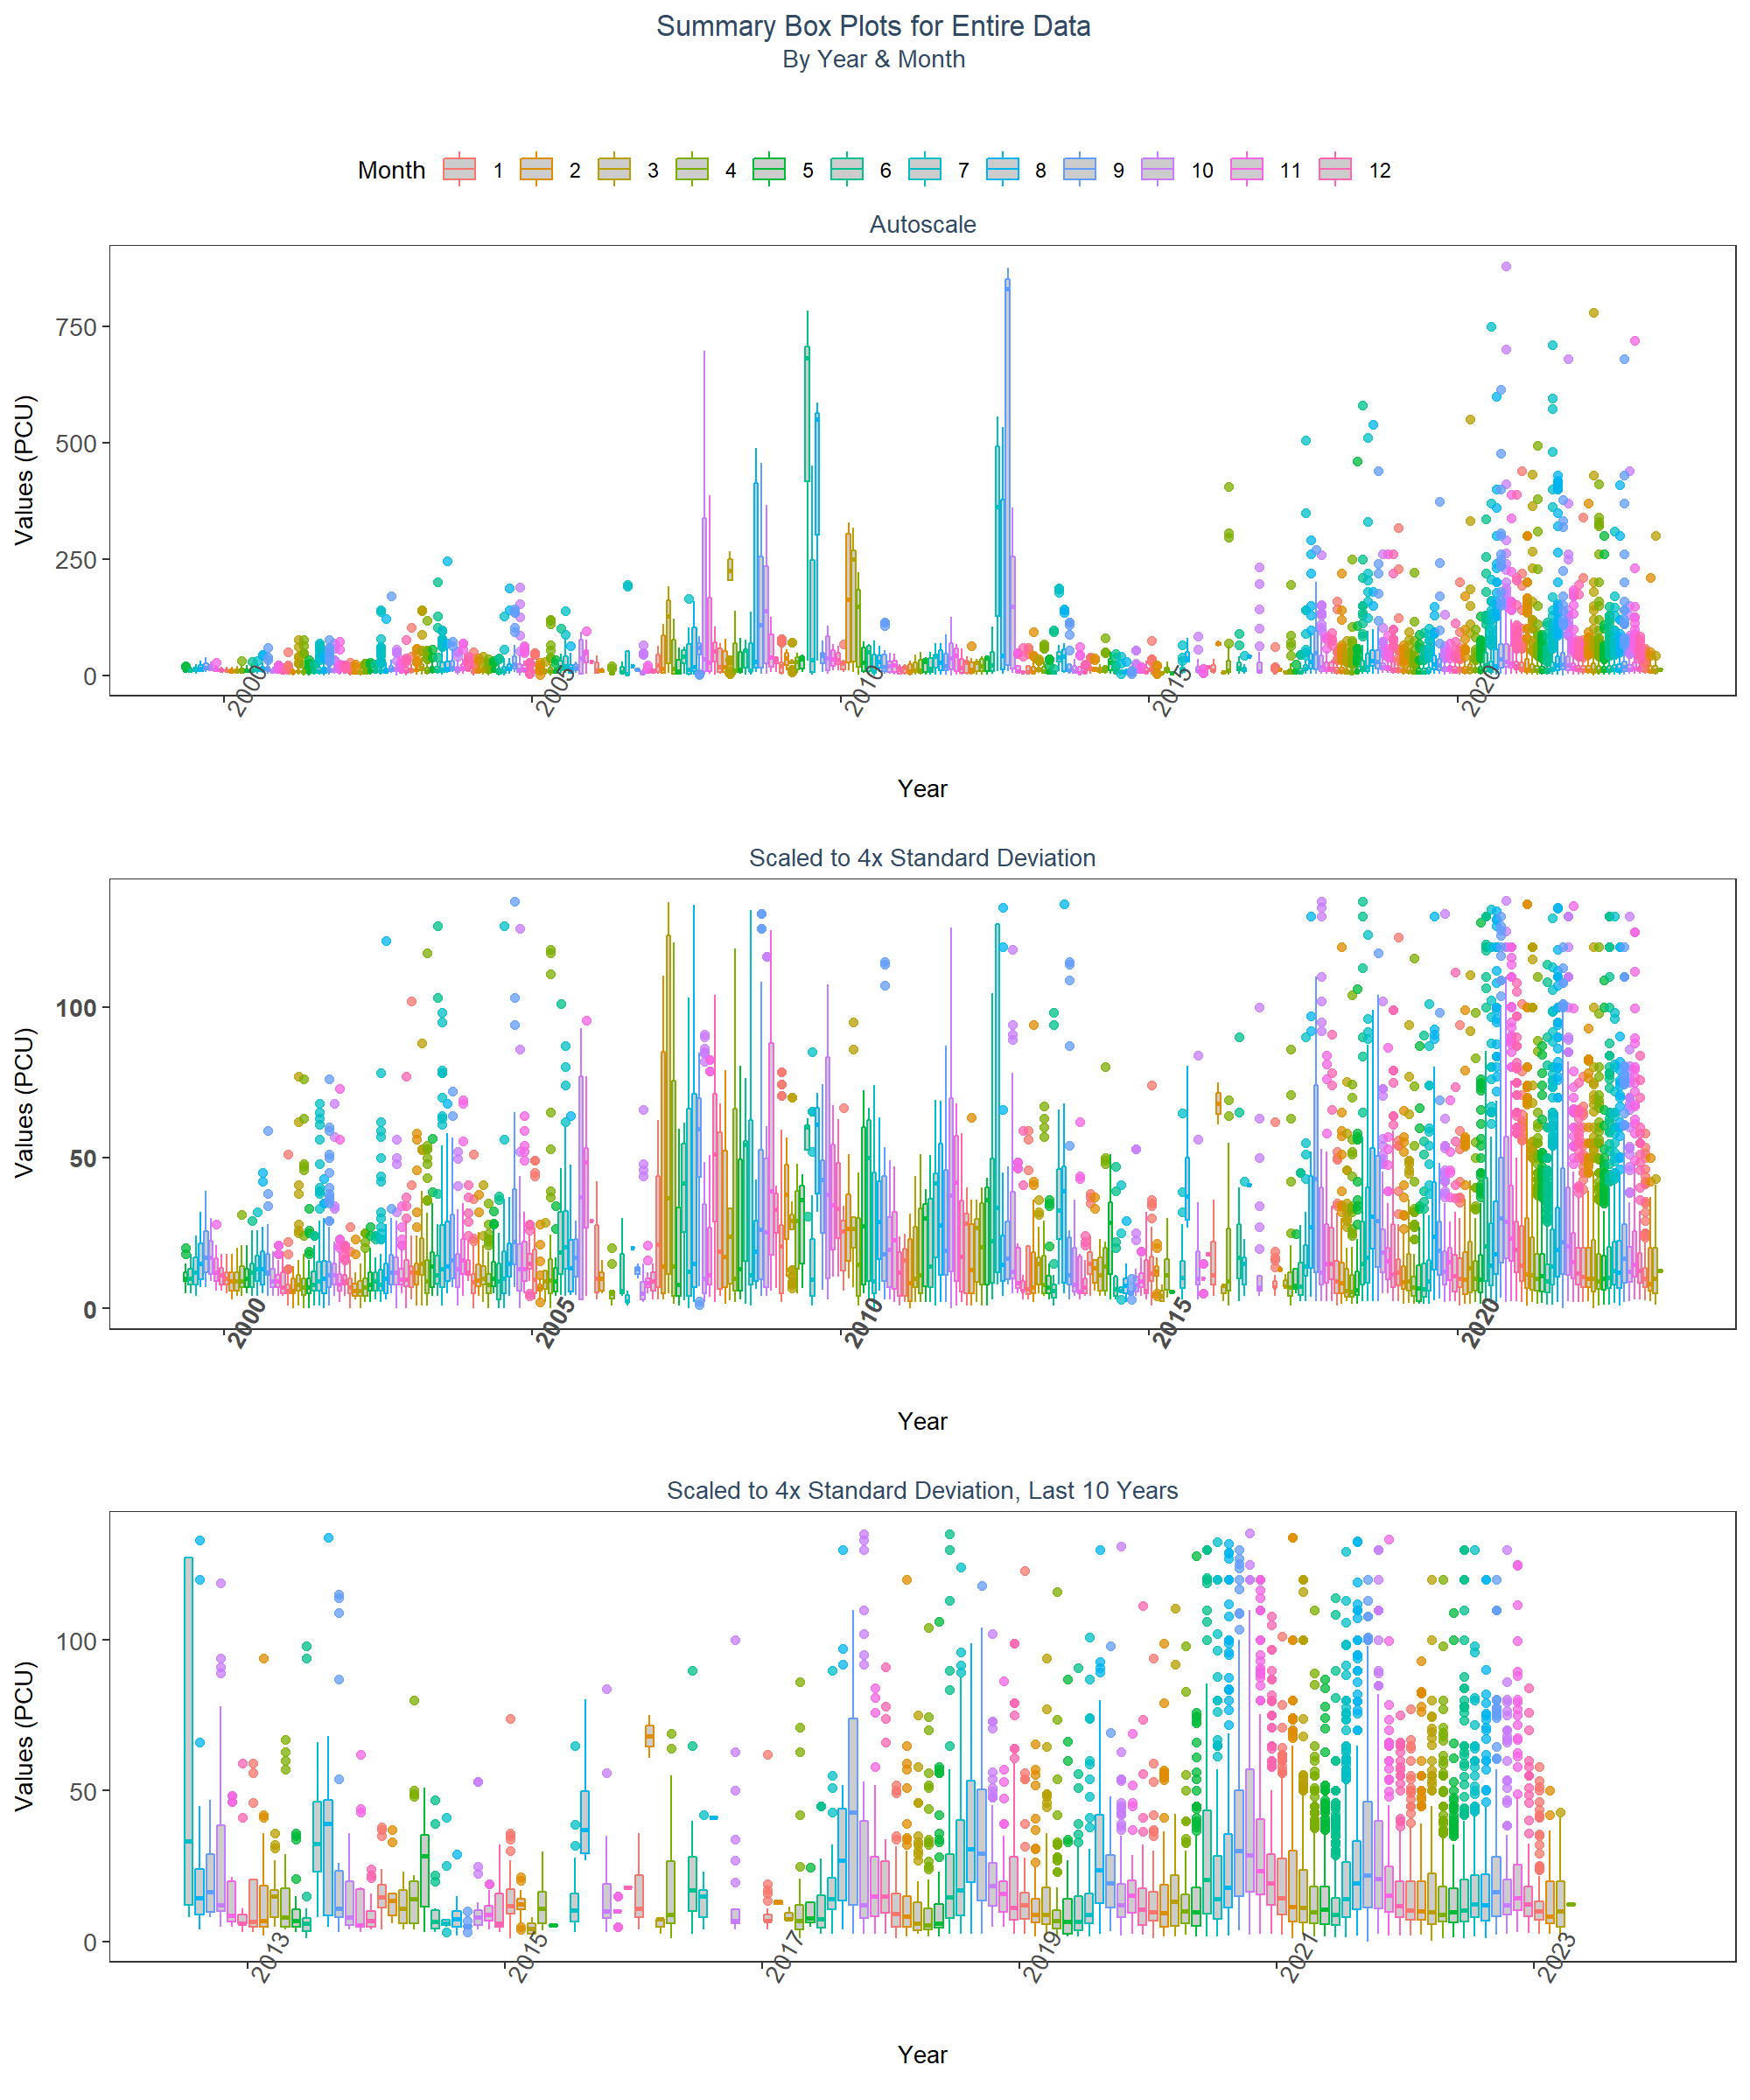 Summary Box Plots for Entire Data
By Year & Month
Month 1 2 3 4 5 6 7 8 9 10 11 12
Autoscale
Values (PCU)
750
500
250
0
2000 2005 2010 2015 2020
Year
Scaled to 4x Standard Deviation
Values (PCU)
100
50
0
2000 2005 2010 2015 2020
Year
Scaled to 4x Standard Deviation, Last 10 Years
Values (PCU)
100
50
0
2013 2015 2017 2019 2021 2023
Year